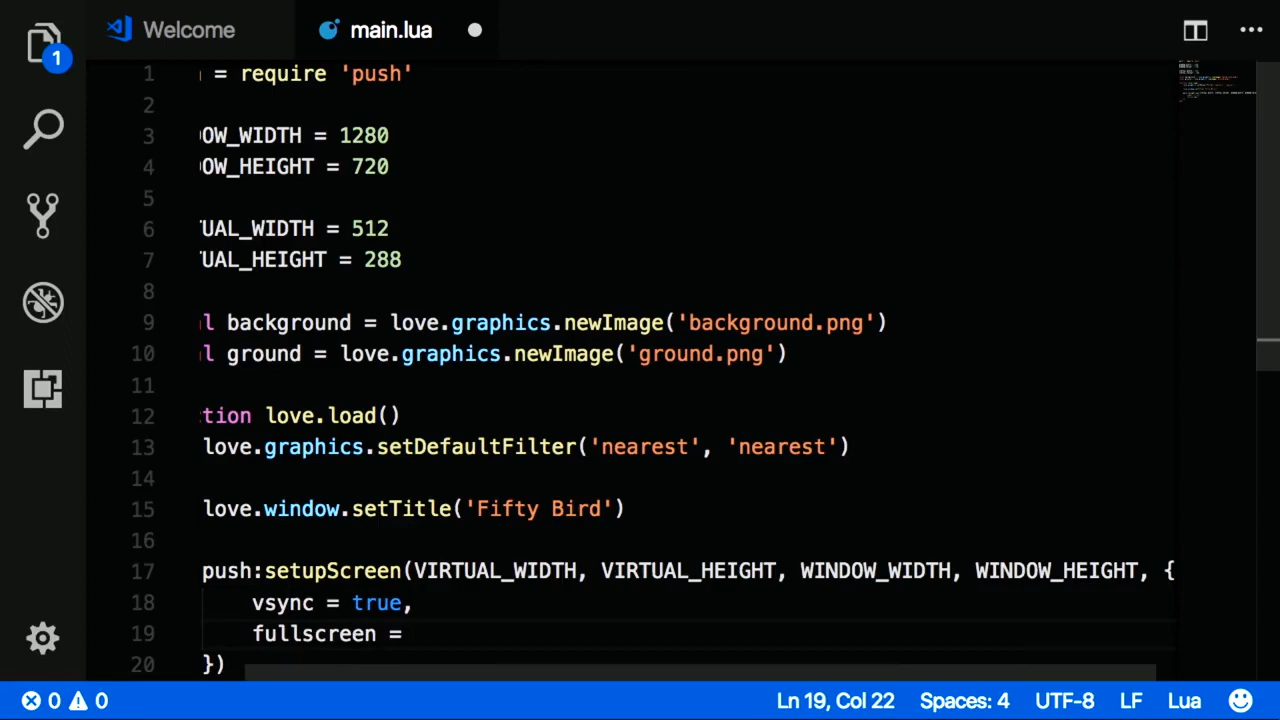 1
Welcome
main.lua
1 = require 'push'
2
3 OW_WIDTH = 1280
4 OW_HEIGHT = 720
5
6 UAL_WIDTH = 512
7 UAL_HEIGHT = 288
8
9 l background = love.graphics.newImage('background.png')
10 l ground = love.graphics.newImage('ground.png')
11
12 tion love.load()
13 love.graphics.setDefaultFilter('nearest', 'nearest')
14
15 love.window.setTitle('Fifty Bird')
16
17 push:setupScreen(VIRTUAL_WIDTH, VIRTUAL_HEIGHT, WINDOW_WIDTH, WINDOW_HEIGHT, {
18 vsync = true,
19 fullscreen =
20 })
0 0 Ln 19, Col 22 Spaces: 4 UTF-8 LF Lua